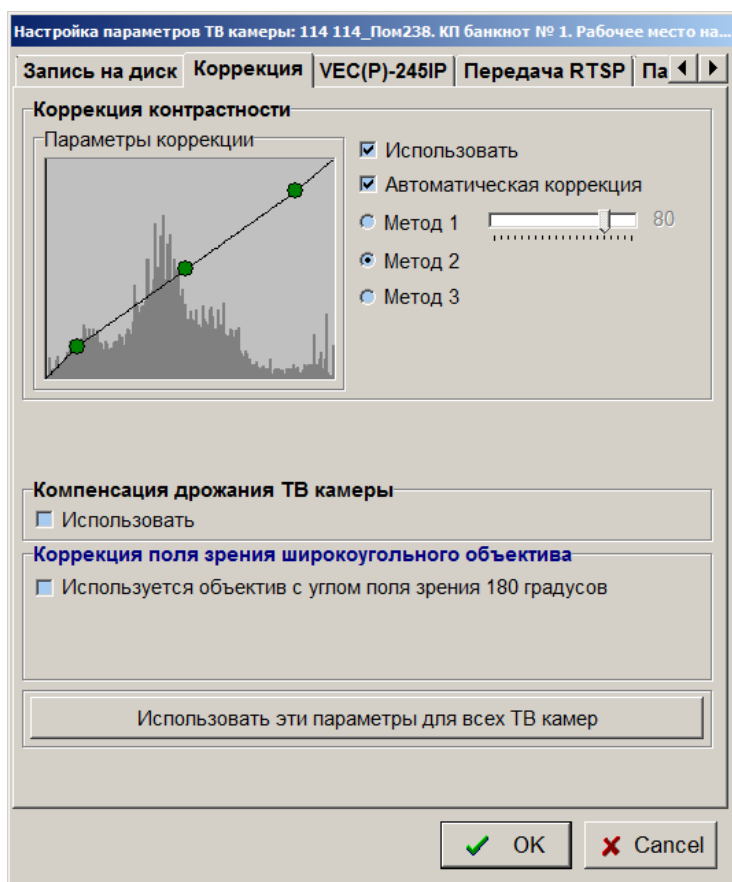 Настройка параметров ТВ камеры: 114 114_Пом238. КП банкнот № 1. Рабочее место на...
Запись на диск Коррекция VEC(P)-245IP Передача RTSP Па
Коррекция контрастности
Параметры коррекции
Использовать
Автоматическая коррекция
Метод 1 80
Метод 2
Метод 3
Компенсация дрожания ТВ камеры
Использовать
Коррекция поля зрения широкоугольного объектива
Используется объектив с углом поля зрения 180 градусов
Использовать эти параметры для всех ТВ камер
OK Cancel